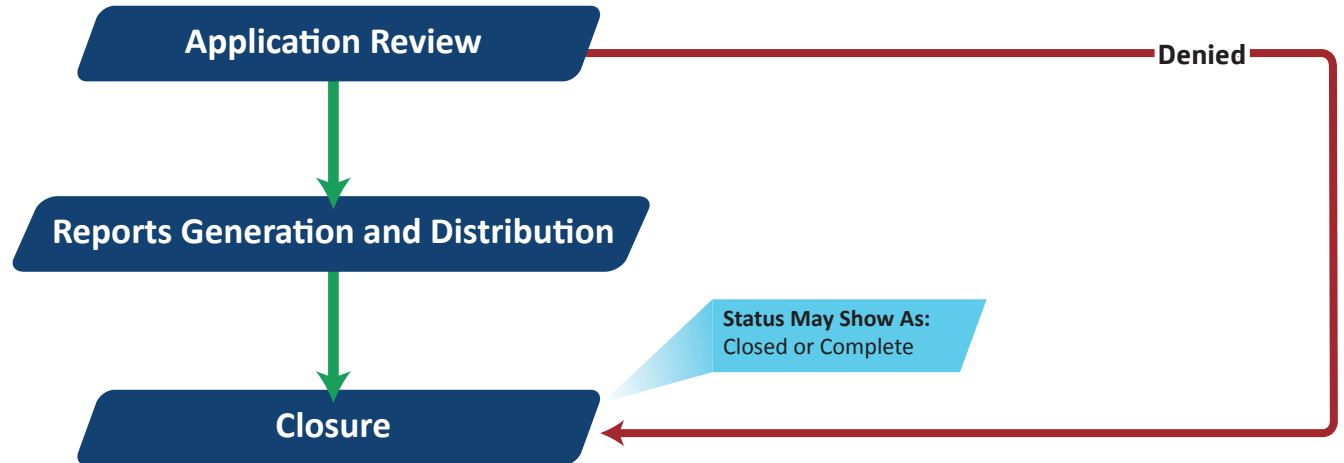 Application Review
Denied
Reports Generation and Distribution
Status May Show As:
Closed or Complete
Closure